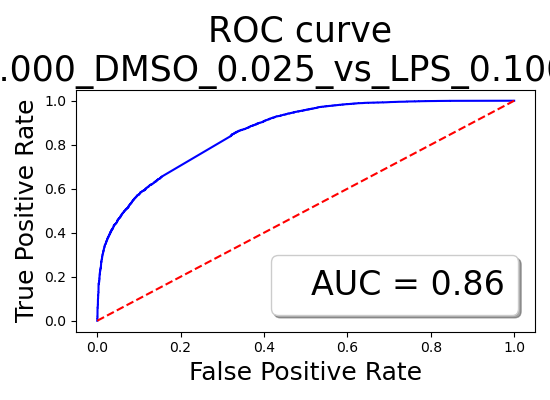 ROC curve
.000_DMSO_0.025_vs_LPS_0.100
True Positive Rate
1.0
0.8
0.6
0.4
0.2
0.0
AUC = 0.86
0.0 0.2 0.4 0.6 0.8 1.0
False Positive Rate